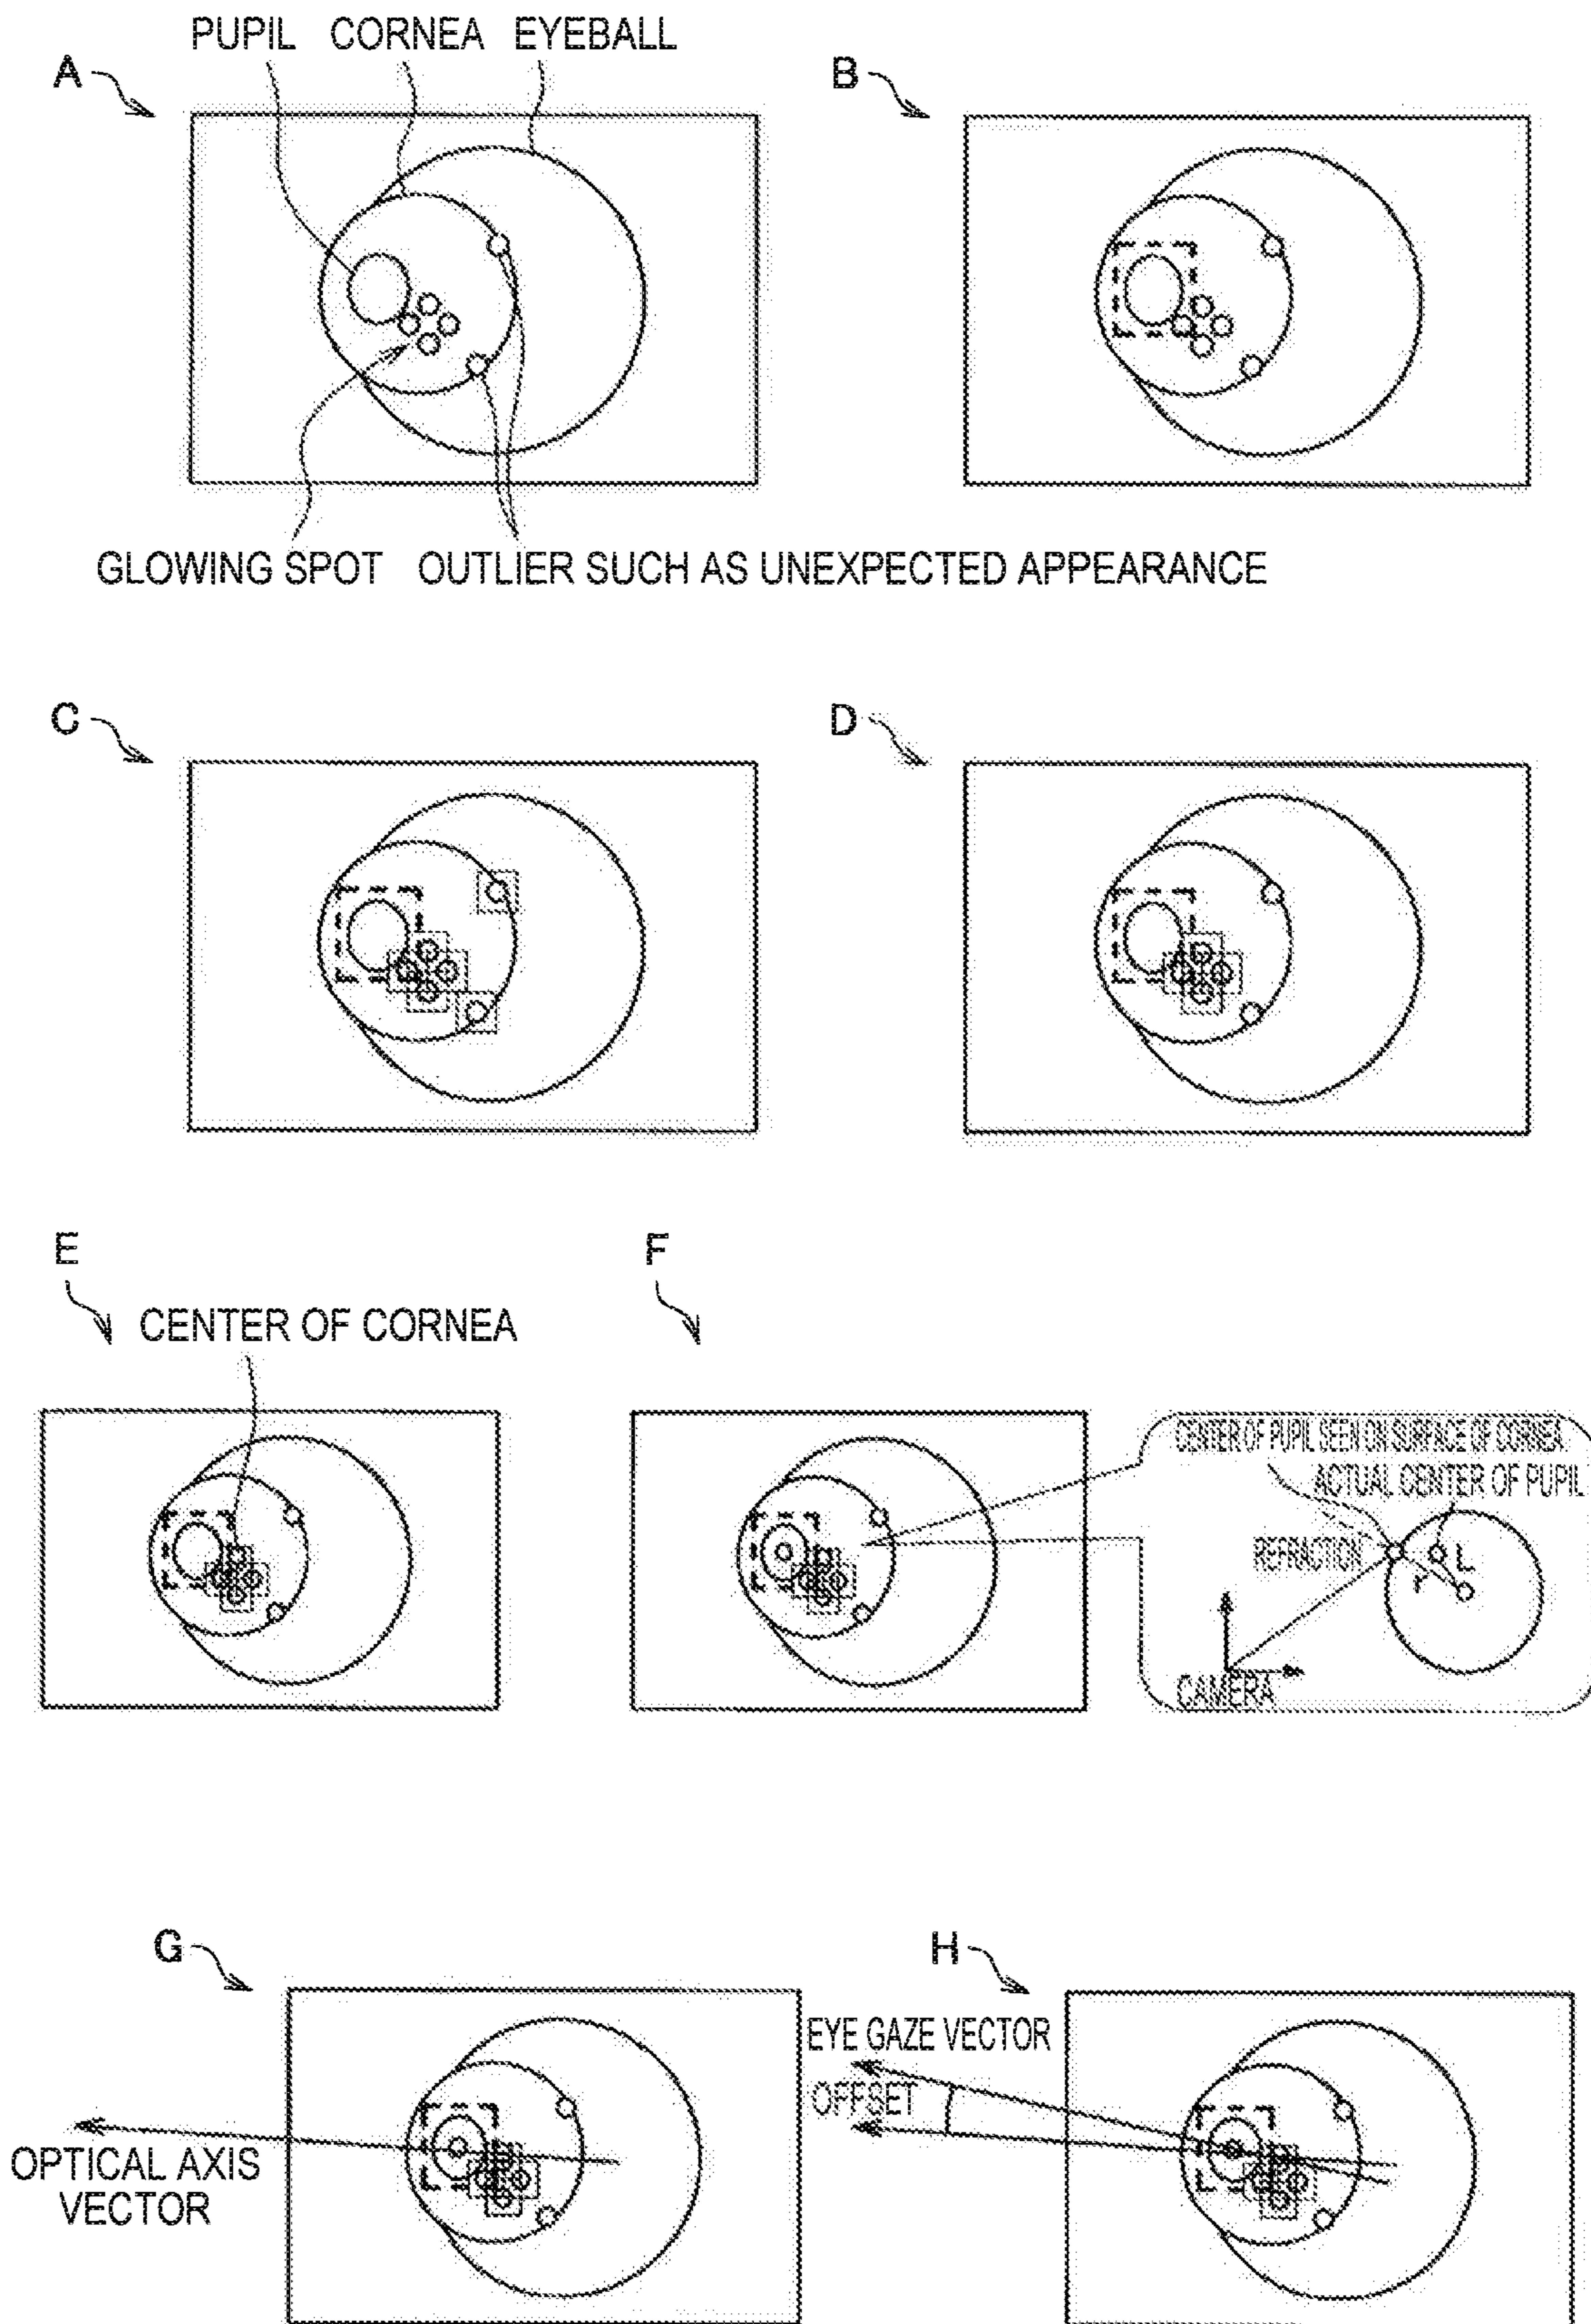 PUPIL CORNEA EYEBALL
A
B
GLOWING SPOT OUTLIER SUCH AS UNEXPECTED APPEARANCE
C
D
E
F
CENTER OF CORNEA
CENTER OF PUPIL SEEN ON SURFACE OF CORNEA
ACTUAL CENTER OF PUPIL
REFRACTION
r
L
CAMERA
G
H
OPTICAL AXIS
VECTOR
EYE GAZE VECTOR
OFFSET